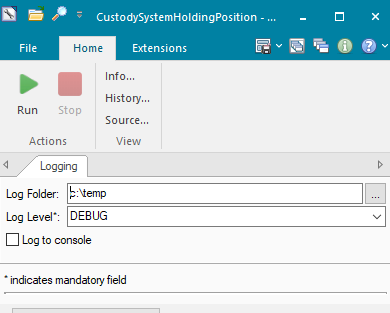 CustodySystemHoldingPosition - ...
File Home Extensions
Run Stop
Info...
History...
Source...
Actions View
Logging
Log Folder: c:\temp ...
Log Level*: DEBUG
Log to console
* indicates mandatory field